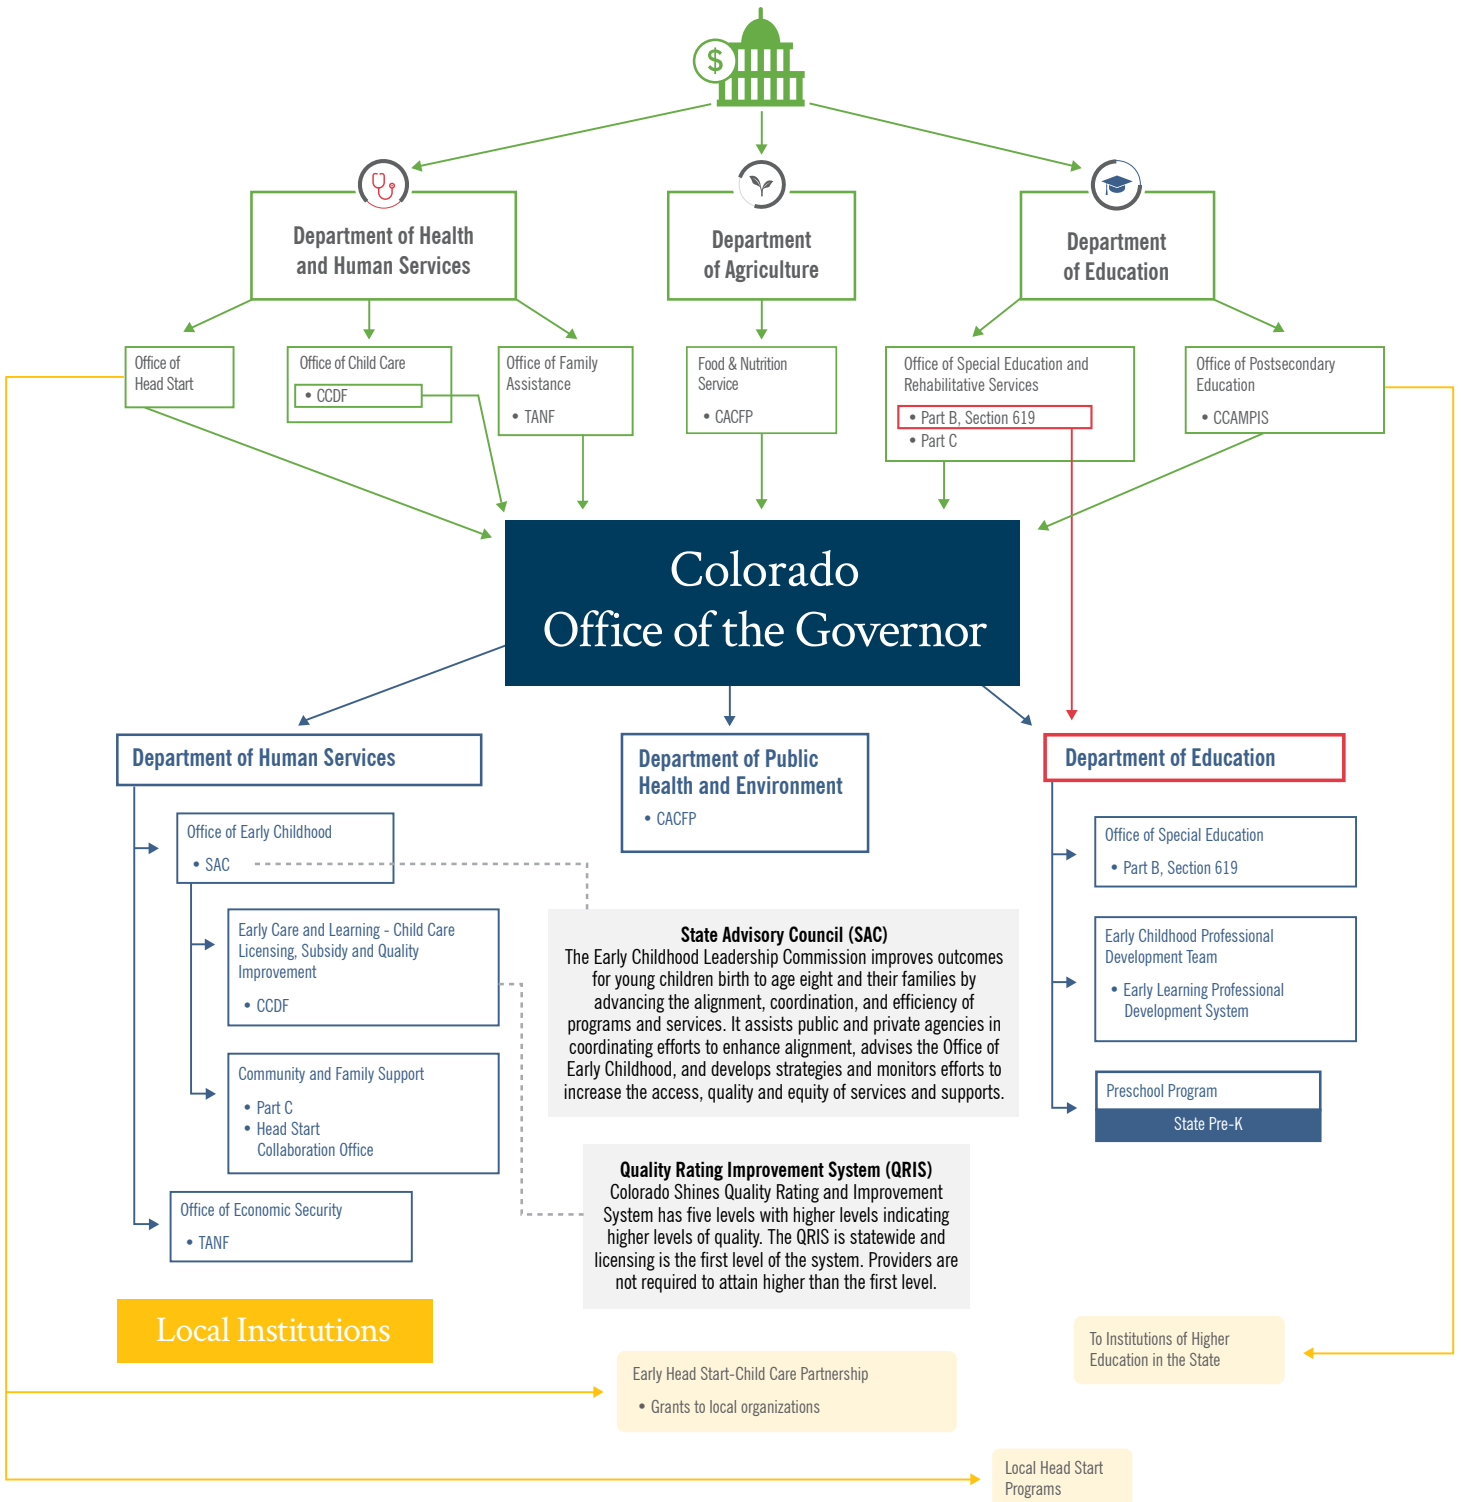 $
Department of Health
and Human Services
Department
of Agriculture
Department
of Education
Office of
Head Start
Office of Child Care
• CCDF
Office of Family
Assistance
• TANF
Food & Nutrition
Service
• CACFP
Office of Special Education and
Rehabilitative Services
• Part B, Section 619
• Part C
Office of Postsecondary
Education
• CCAMPIS
Colorado
Office of the Governor
Department of Human Services
Office of Early Childhood
• SAC
Early Care and Learning - Child Care
Licensing, Subsidy and Quality
Improvement
• CCDF
Community and Family Support
• Part C
• Head Start
Collaboration Office
Office of Economic Security
• TANF
Department of Public
Health and Environment
• CACFP
State Advisory Council (SAC)
The Early Childhood Leadership Commission improves outcomes
for young children birth to age eight and their families by
advancing the alignment, coordination, and efficiency of
programs and services. It assists public and private agencies in
coordinating efforts to enhance alignment, advises the Office of
Early Childhood, and develops strategies and monitors efforts to
increase the access, quality and equity of services and supports.
Quality Rating Improvement System (QRIS)
Colorado Shines Quality Rating and Improvement
System has five levels with higher levels indicating
higher levels of quality. The QRIS is statewide and
licensing is the first level of the system. Providers are
not required to attain higher than the first level.
Department of Education
Office of Special Education
• Part B, Section 619
Early Childhood Professional
Development Team
• Early Learning Professional
Development System
Preschool Program
State Pre-K
Local Institutions
To Institutions of Higher
Education in the State
Early Head Start-Child Care Partnership
• Grants to local organizations
Local Head Start
Programs